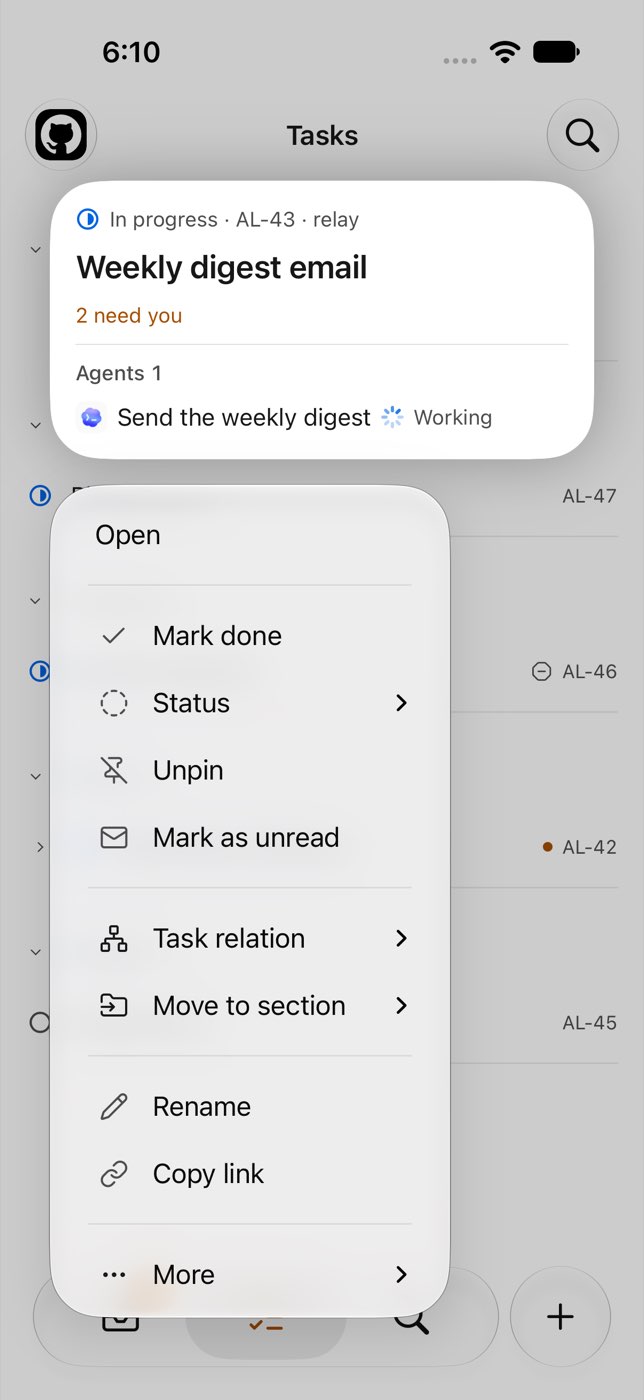 6:10
Tasks
In progress · AL-43 · relay
Weekly digest email
2 need you
Agents 1
Send the weekly digest Working
AL-47
Open
Mark done
AL-46
Status
Unpin
Mark as unread
AL-42
Task relation
Move to section
AL-45
Rename
Copy link
More